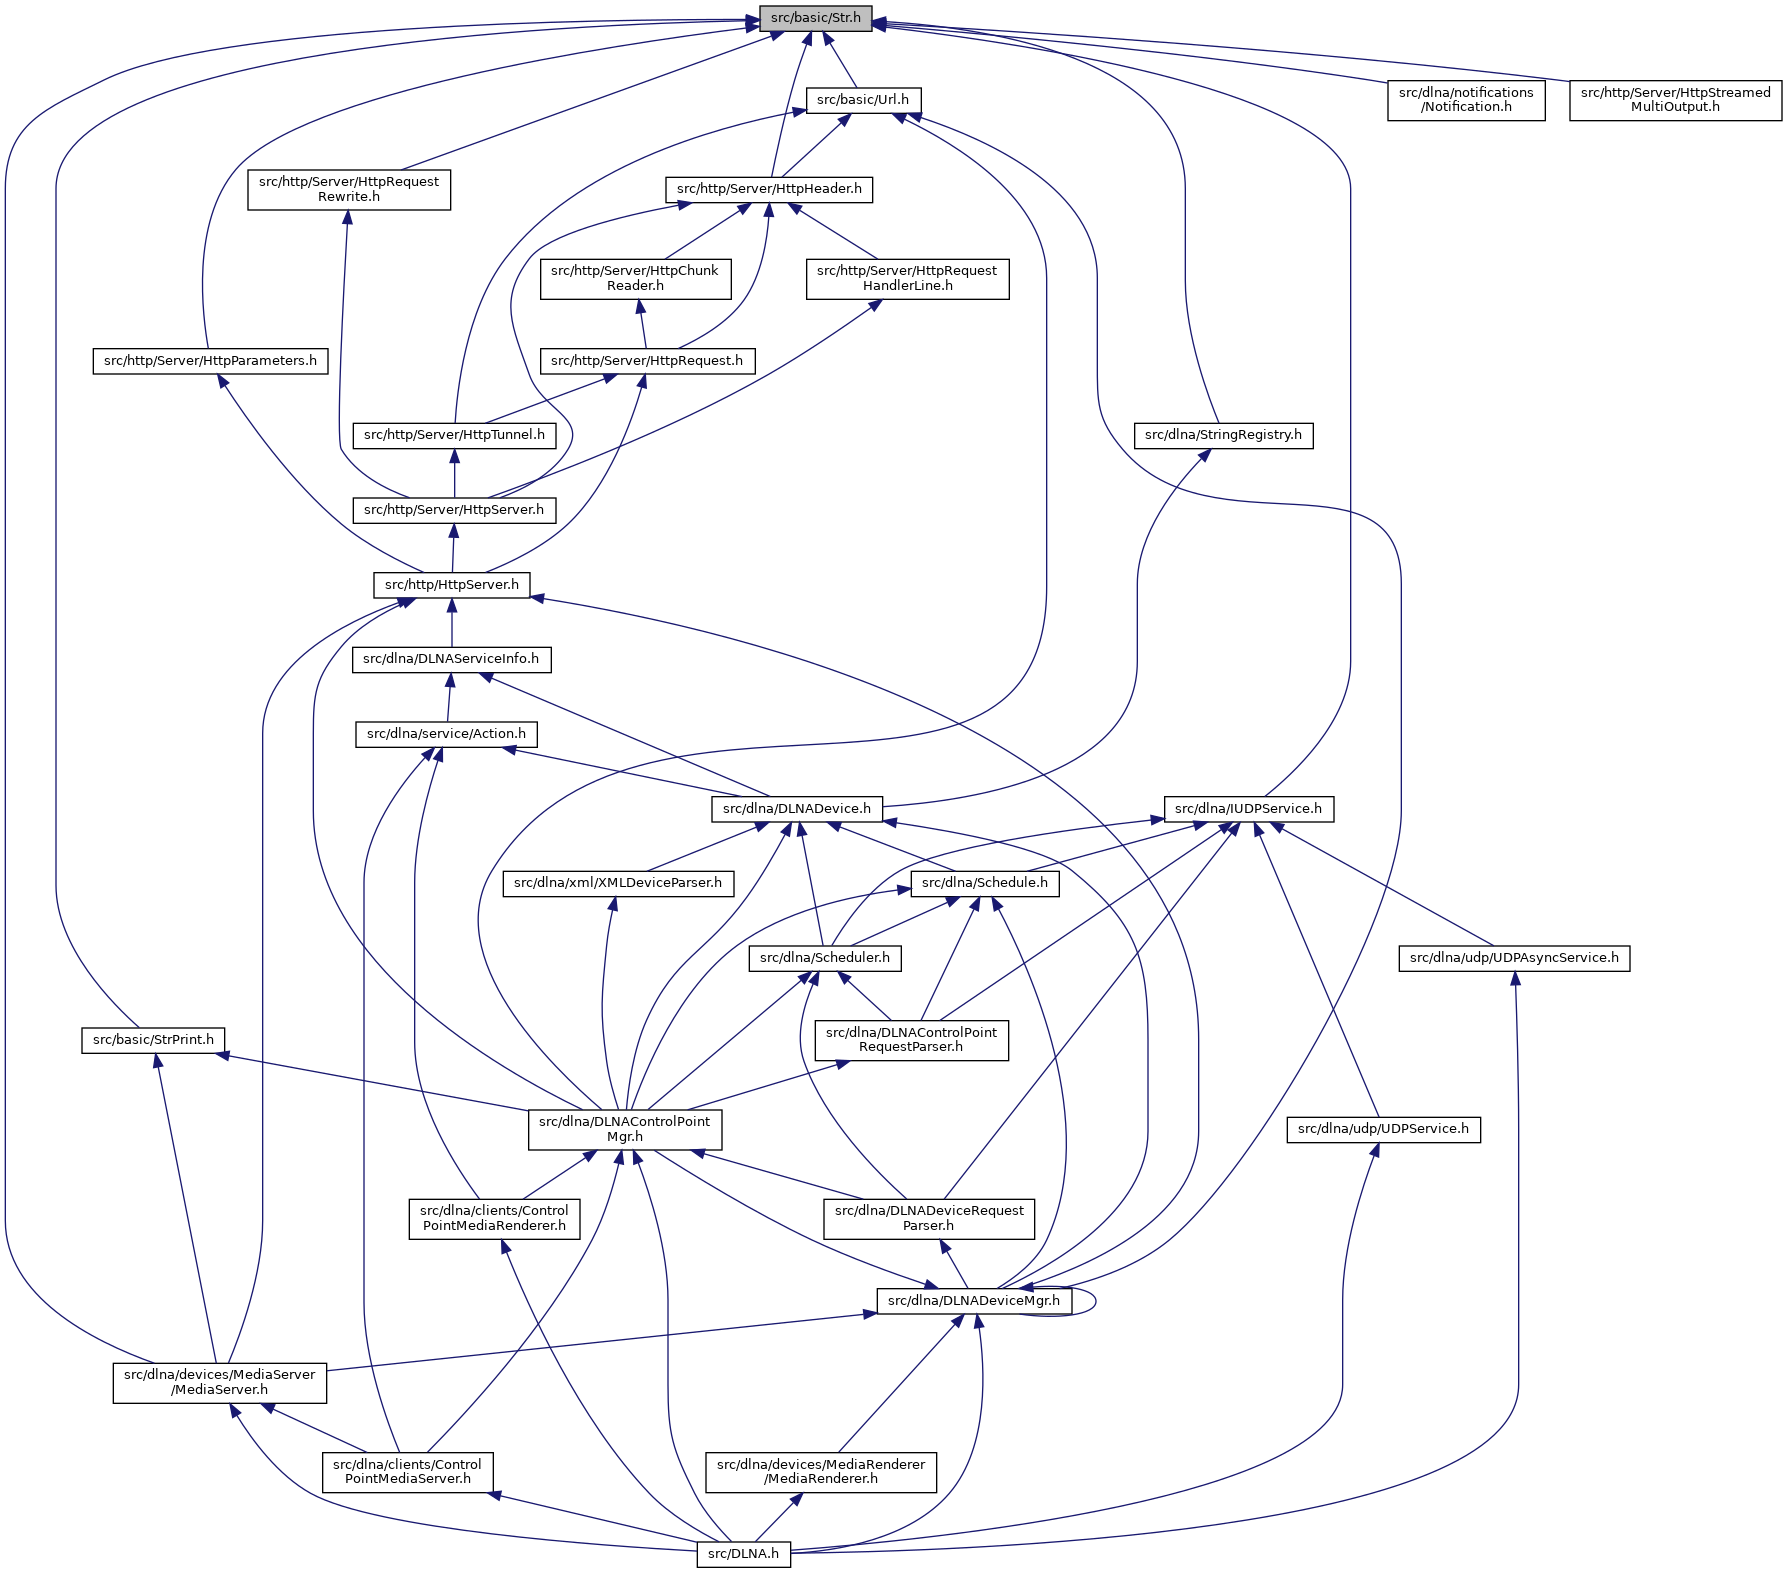 src/basic/Str.h
src/basic/Url.h
src/dlna/notifications
/Notification.h
src/http/Server/HttpStreamed
MultiOutput.h
src/http/Server/HttpRequest
Rewrite.h
src/http/Server/HttpHeader.h
src/http/Server/HttpChunk
Reader.h
src/http/Server/HttpRequest
HandlerLine.h
src/http/Server/HttpParameters.h
src/http/Server/HttpRequest.h
src/http/Server/HttpTunnel.h
src/dlna/StringRegistry.h
src/http/Server/HttpServer.h
src/http/HttpServer.h
src/dlna/DLNAServiceInfo.h
src/dlna/service/Action.h
src/dlna/DLNADevice.h
src/dlna/IUDPService.h
src/dlna/xml/XMLDeviceParser.h
src/dlna/Schedule.h
src/dlna/Scheduler.h
src/dlna/udp/UDPAsyncService.h
src/basic/StrPrint.h
src/dlna/DLNAControlPoint
RequestParser.h
src/dlna/DLNAControlPoint
Mgr.h
src/dlna/udp/UDPService.h
src/dlna/clients/Control
PointMediaRenderer.h
src/dlna/DLNADeviceRequest
Parser.h
src/dlna/DLNADeviceMgr.h
src/dlna/devices/MediaServer
/MediaServer.h
src/dlna/clients/Control
PointMediaServer.h
src/dlna/devices/MediaRenderer
/MediaRenderer.h
src/DLNA.h